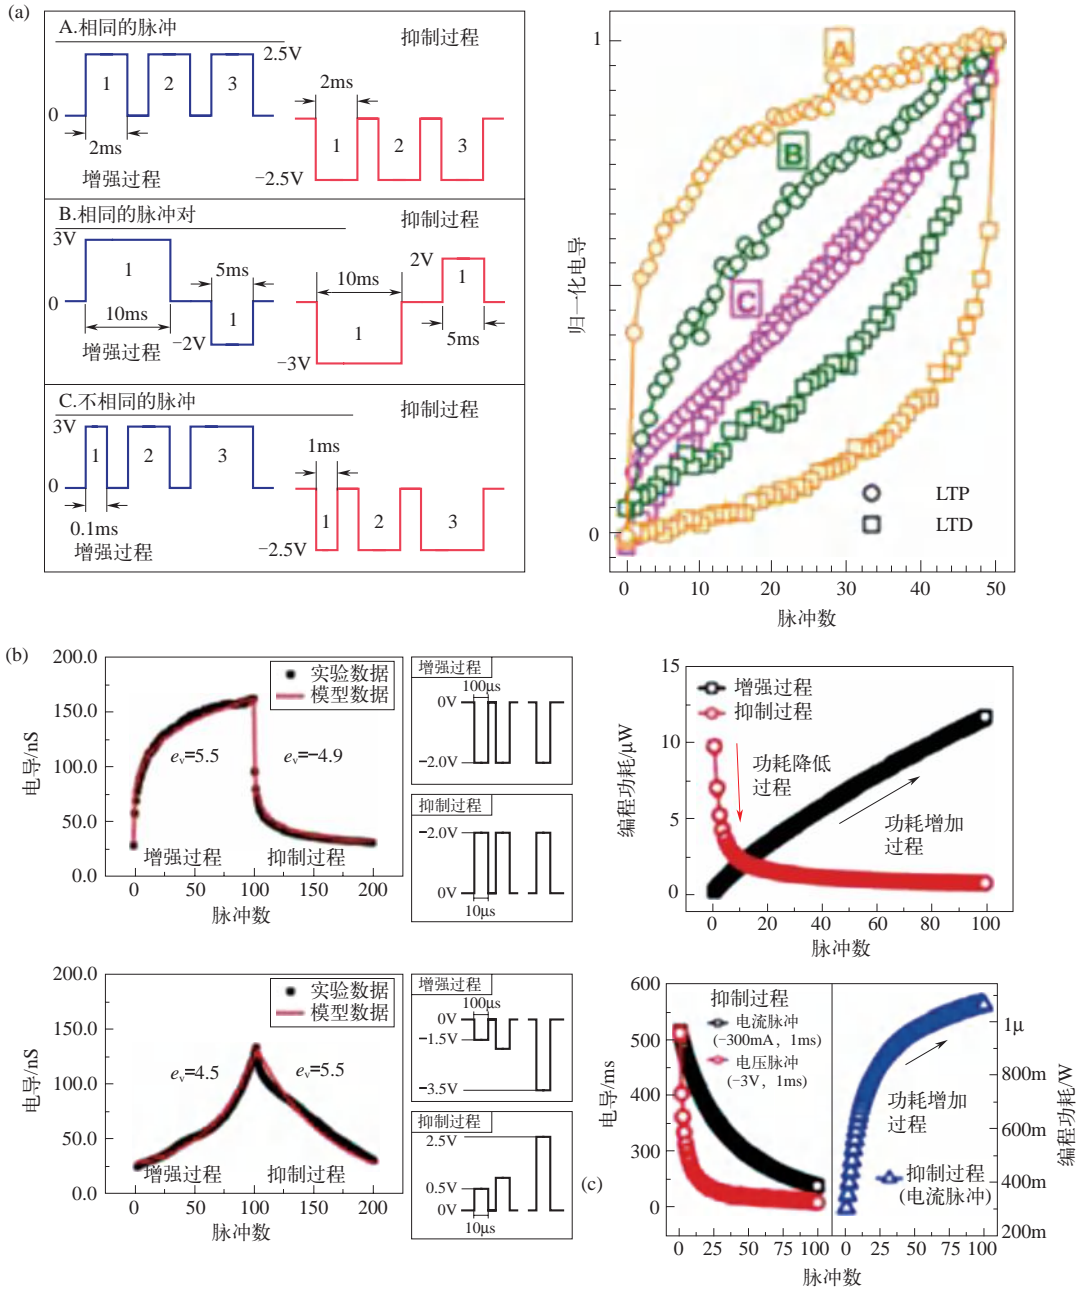 (a)
A.相同的脉冲
抑制过程
2.5V
1 2 3
0
2ms
增强过程
2ms
1 2 3
−2.5V
B.相同的脉冲对
抑制过程
3V
1
5ms
0
10ms
1
增强过程
−2V
2V
1
10ms
1
5ms
−3V
C.不相同的脉冲
抑制过程
3V
1 2 3
0
0.1ms
增强过程
1ms
1 2 3
−2.5V
归一化电导
1
0
A
B
C
LTP
LTD
0 10 20 30 40 50
脉冲数
(b)
电导/nS
200.0
150.0
100.0
50.0
0.0
实验数据
模型数据
eᵥ=5.5
eᵥ=−4.9
增强过程
抑制过程
0 50 100 150 200
脉冲数
增强过程
100μs
0V
−2.0V
抑制过程
−2.0V
0V
10μs
编程功耗/μW
15
10
5
0
增强过程
抑制过程
功耗降低
过程
功耗增加
过程
0 20 40 60 80 100
脉冲数
电导/nS
200.0
150.0
100.0
50.0
0.0
实验数据
模型数据
eᵥ=4.5
eᵥ=5.5
增强过程
抑制过程
0 50 100 150 200
脉冲数
增强过程
100μs
0V
−1.5V
−3.5V
抑制过程
2.5V
0.5V
0V
10μs
(c)
电导/ms
600
500
400
300
200
0
抑制过程
电流脉冲
(−300mA, 1ms)
电压脉冲
(−3V, 1ms)
0 25 50 75 100
功耗增加
过程
抑制过程
(电流脉冲)
0 25 50 75 100
1μ
800m
600m
400m
200m
编程功耗/W
脉冲数